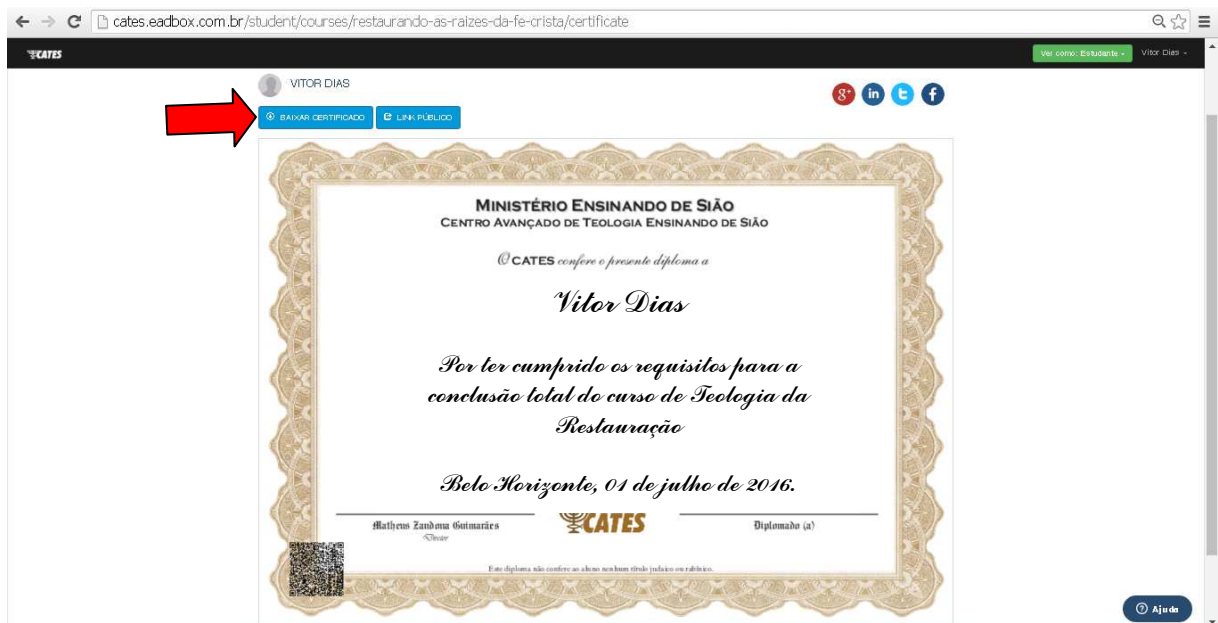 cates.eadbox.com.br/student/courses/restaurando-as-raizes-da-fe-crista/certificate
CATES
Ver como: Estudante
Vitor Dias
VITOR DIAS
g+ in t f
BAIXAR CERTIFICADO
LINK PÚBLICO
MINISTÉRIO ENSINANDO DE SIÃO
CENTRO AVANÇADO DE TEOLOGIA ENSINANDO DE SIÃO
O CATES confere o presente diploma a
Vitor Dias
Por ter cumprido os requisitos para a
conclusão total do curso de Teologia da
Restauração
Belo Horizonte, 01 de julho de 2016.
CATES
Matheus Zandona Guimarães
Diretor
Diplomado (a)
Este diploma não confere ao aluno nenhum título judaico ou rabínico.
Ajuda